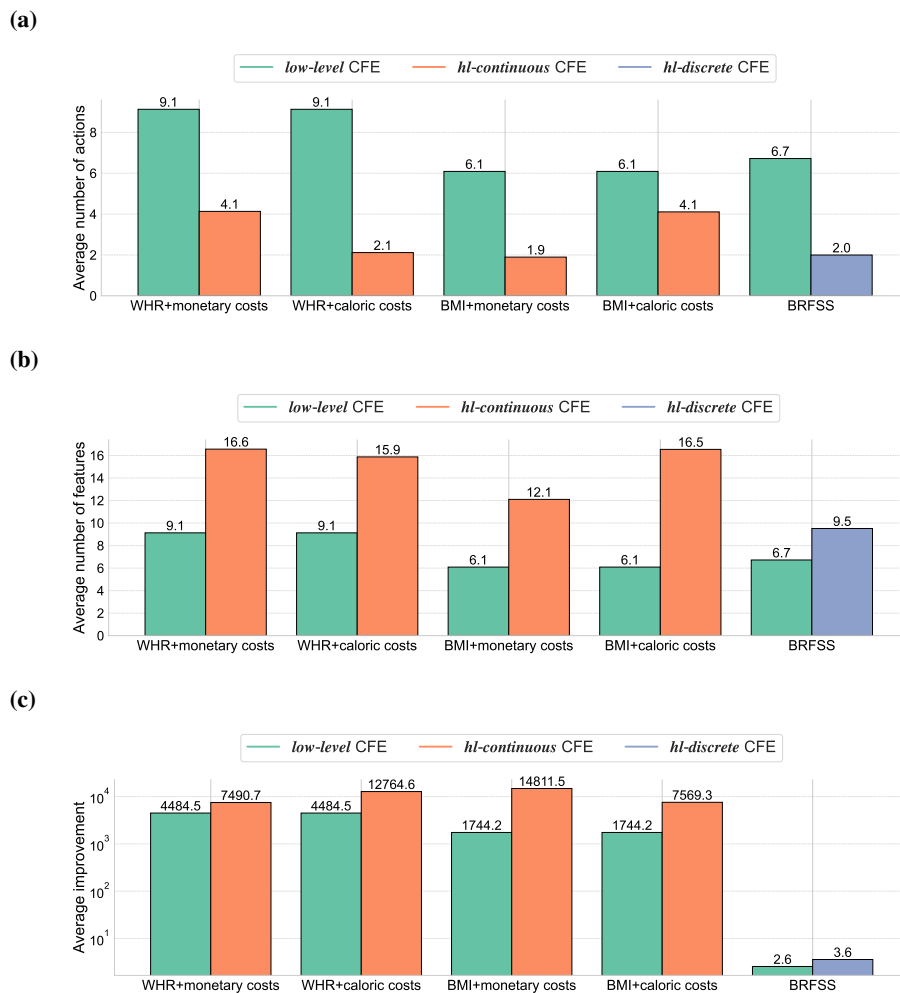 (a)
low-level CFE hl-continuous CFE hl-discrete CFE
Average number of actions
8
6
4
2
0
9.1 4.1 9.1 2.1 6.1 1.9 6.1 4.1 6.7 2.0
WHR+monetary costs WHR+caloric costs BMI+monetary costs BMI+caloric costs BRFSS
(b)
low-level CFE hl-continuous CFE hl-discrete CFE
Average number of features
16
14
12
10
8
6
4
2
0
9.1 16.6 9.1 15.9 6.1 12.1 6.1 16.5 6.7 9.5
WHR+monetary costs WHR+caloric costs BMI+monetary costs BMI+caloric costs BRFSS
(c)
low-level CFE hl-continuous CFE hl-discrete CFE
Average improvement
10^4
10^3
10^2
10^1
4484.5 7490.7 4484.5 12764.6 1744.2 14811.5 1744.2 7569.3 2.6 3.6
WHR+monetary costs WHR+caloric costs BMI+monetary costs BMI+caloric costs BRFSS